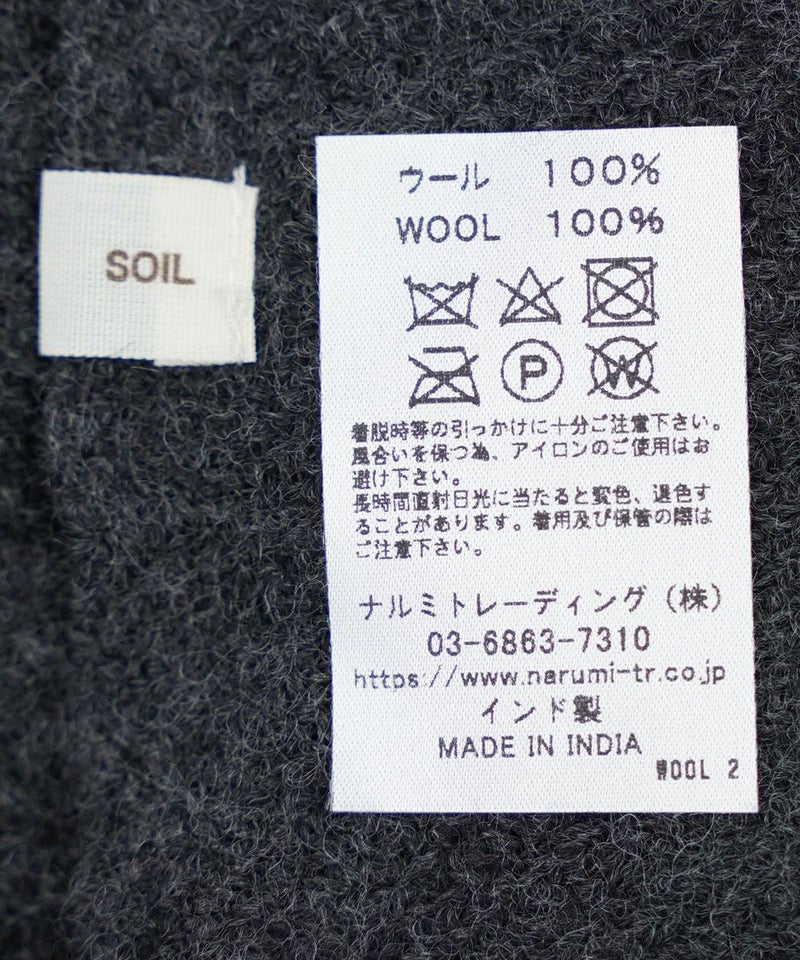 SOIL
ウール 100%
WOOL 100%
P
W
着脱時等の引っかけに十分ご注意下さい。
風合いを保つ為、アイロンのご使用はお
避け下さい。
長時間直射日光に当たると変色、退色す
ることがあります。着用及び保管の際は
ご注意下さい。
ナルミトレーディング(株)
03-6863-7310
https://www.narumi-tr.co.jp
インド製
MADE IN INDIA
WOOL 2